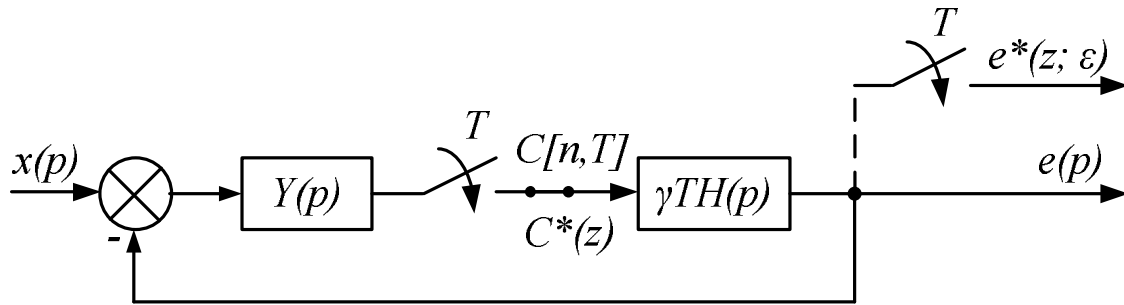 T
e*(z; ε)
x(p)
Y(p)
T
C[n,T]
C*(z)
γTH(p)
e(p)
-